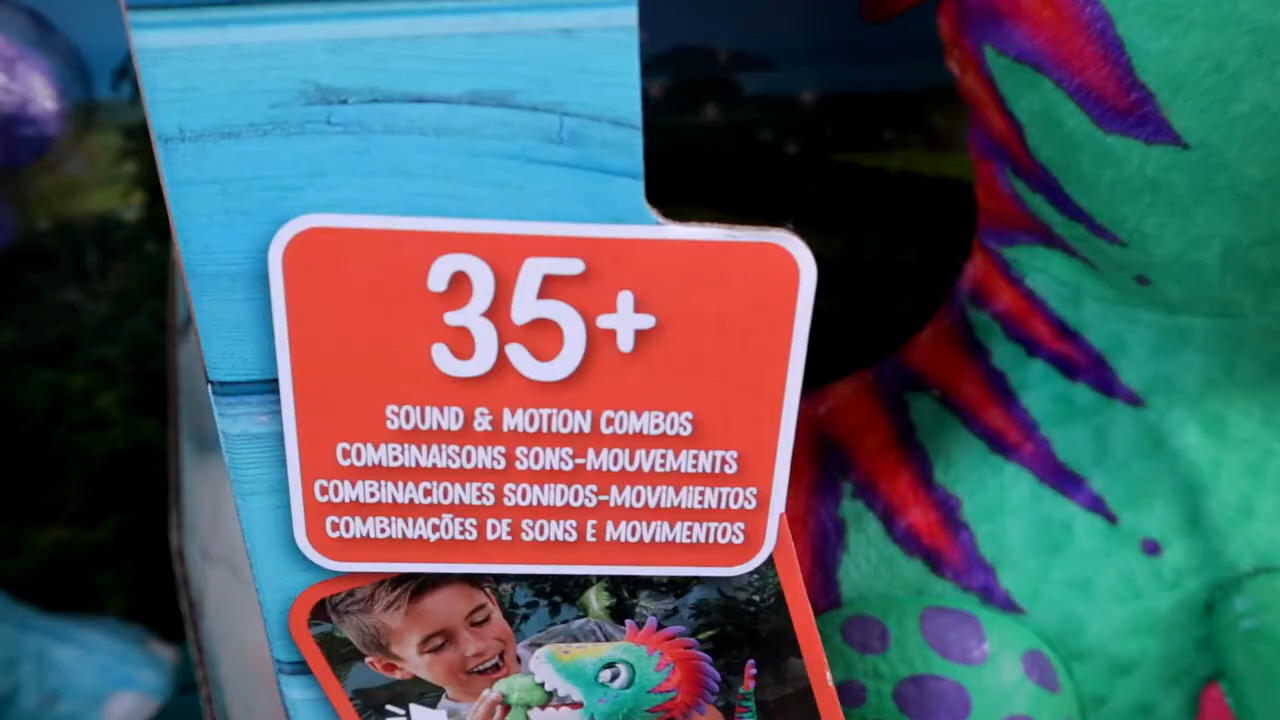 35+
SOUND & MOTION COMBOS
COMBINAISONS SONS-MOUVEMENTS
COMBINACIONES SONIDOS-MOVIMIENTOS
COMBINAÇÕES DE SONS E MOVIMENTOS